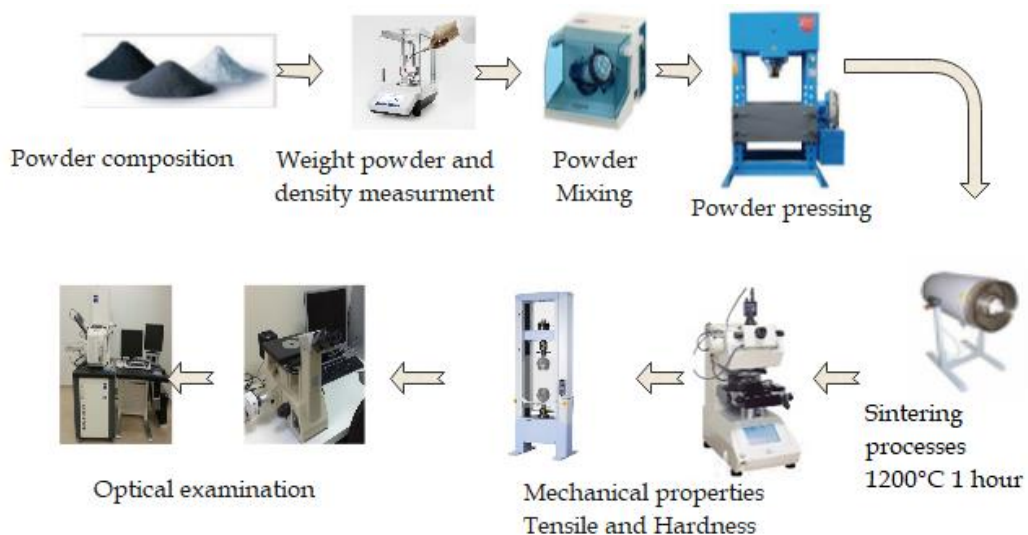 Powder composition
Weight powder and
density measurment
Powder
Mixing
Powder pressing
Sintering
processes
1200°C 1 hour
Mechanical properties
Tensile and Hardness
Optical examination